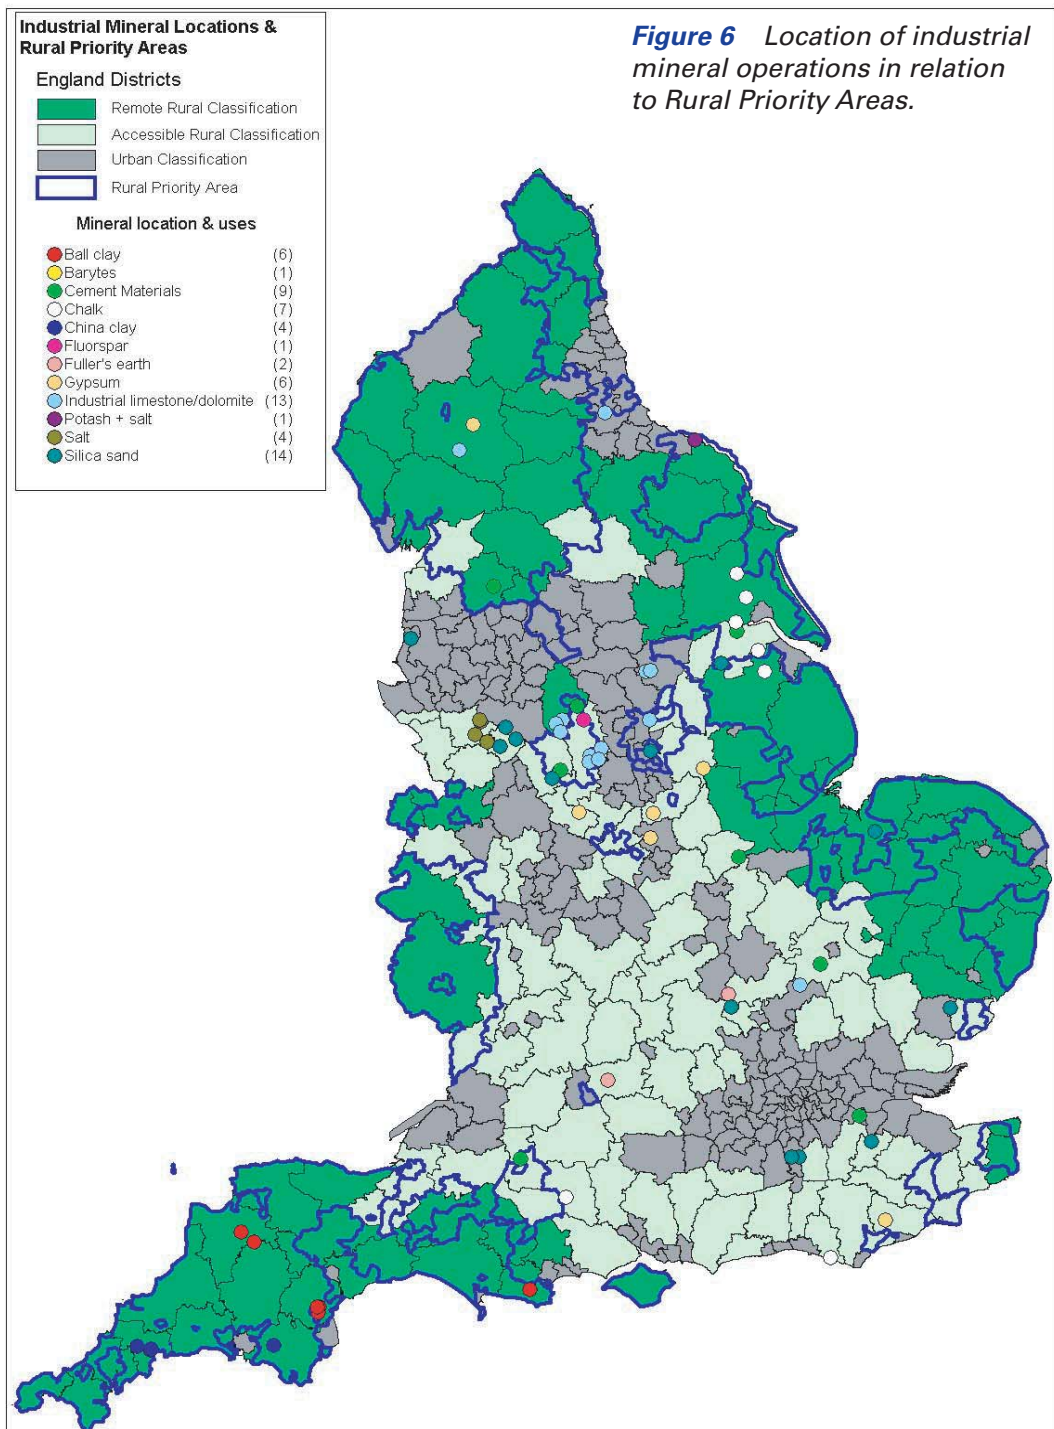 Industrial Mineral Locations &
Rural Priority Areas
England Districts
Remote Rural Classification
Accessible Rural Classification
Urban Classification
Rural Priority Area
Mineral location & uses
Ball clay (6)
Barytes (1)
Cement Materials (9)
Chalk (7)
China clay (4)
Fluorspar (1)
Fuller's earth (2)
Gypsum (6)
Industrial limestone/dolomite (13)
Potash + salt (1)
Salt (4)
Silica sand (14)
Figure 6 Location of industrial
mineral operations in relation
to Rural Priority Areas.